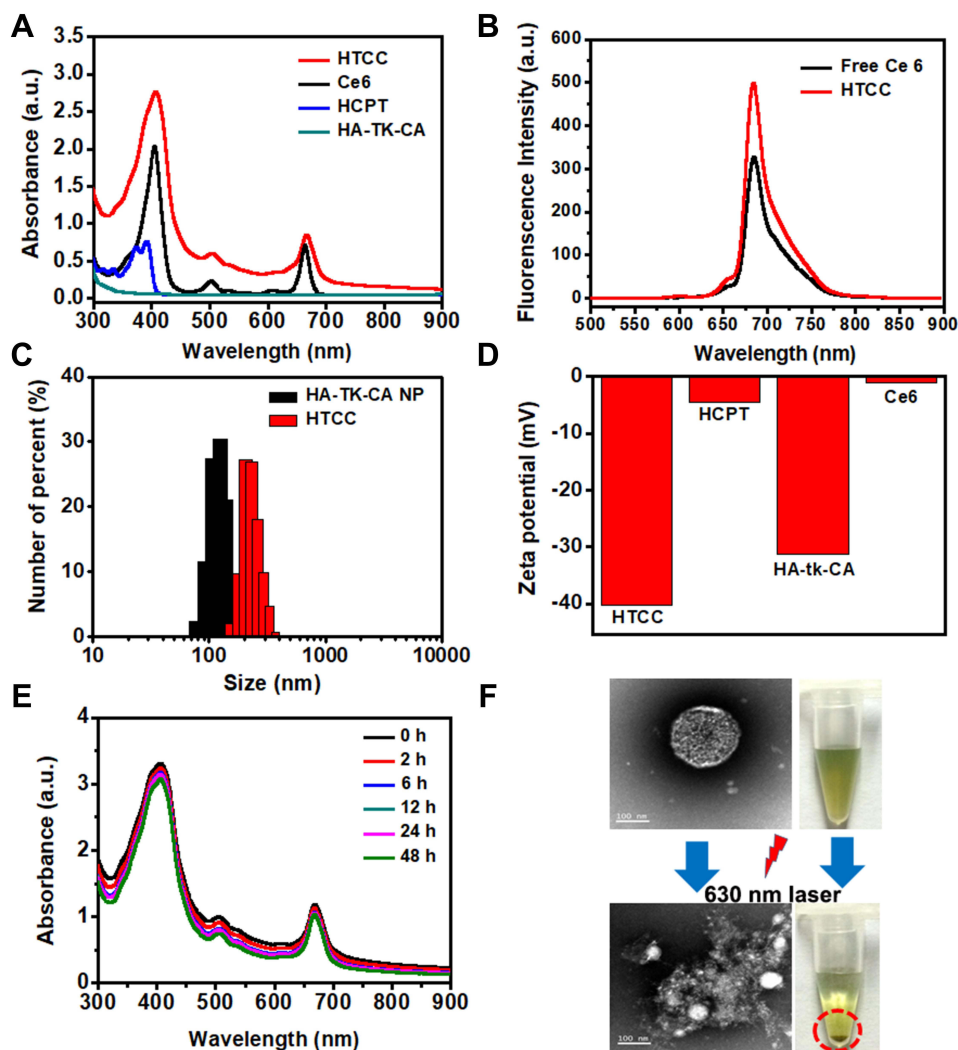 A
Absorbance (a.u.)
3.5
3.0
2.5
2.0
1.5
1.0
0.5
0.0
HTCC
Ce6
HCPT
HA-TK-CA
300 400 500 600 700 800 900
Wavelength (nm)
B
Fluorenscence Intensity (a.u.)
600
500
400
300
200
100
0
Free Ce 6
HTCC
500 550 600 650 700 750 800 850 900
Wavelength (nm)
C
Number of percent (%)
40
30
20
10
0
HA-TK-CA NP
HTCC
10 100 1000 10000
Size (nm)
D
Zeta potential (mV)
0
-10
-20
-30
-40
HTCC
HCPT
HA-tk-CA
Ce6
E
Absorbance (a.u.)
4
3
2
1
0
0 h
2 h
6 h
12 h
24 h
48 h
300 400 500 600 700 800 900
Wavelength (nm)
F
100 nm
630 nm laser
100 nm